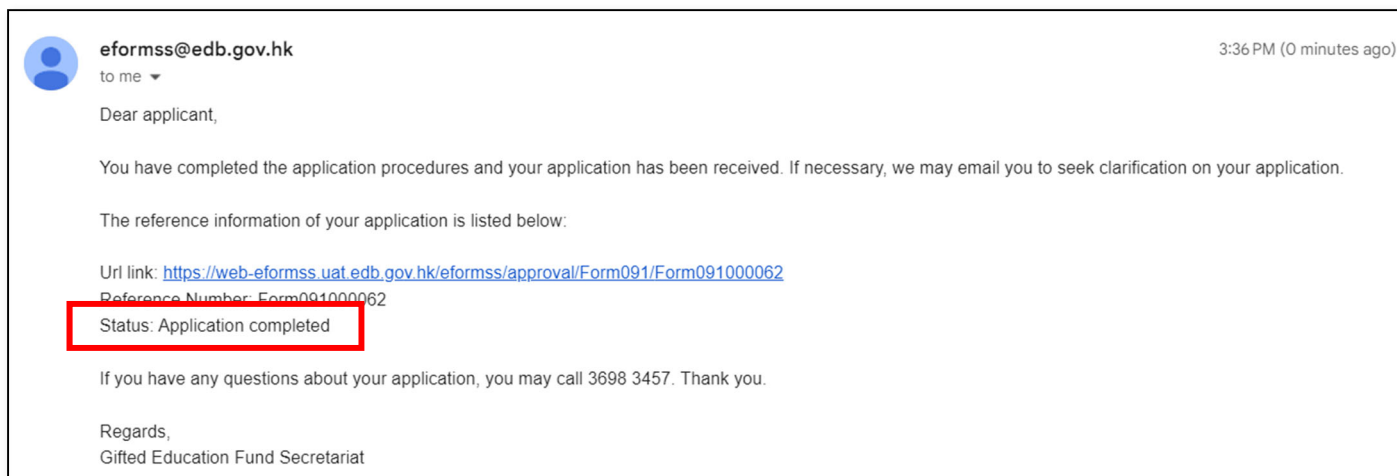 eformss@edb.gov.hk
3:36 PM (0 minutes ago)
to me
Dear applicant,
You have completed the application procedures and your application has been received. If necessary, we may email you to seek clarification on your application.
The reference information of your application is listed below:
Url link: https://web-eformss.uat.edb.gov.hk/eformss/approval/Form091/Form091000062
Reference Number: Form091000062
Status: Application completed
If you have any questions about your application, you may call 3698 3457. Thank you.
Regards,
Gifted Education Fund Secretariat